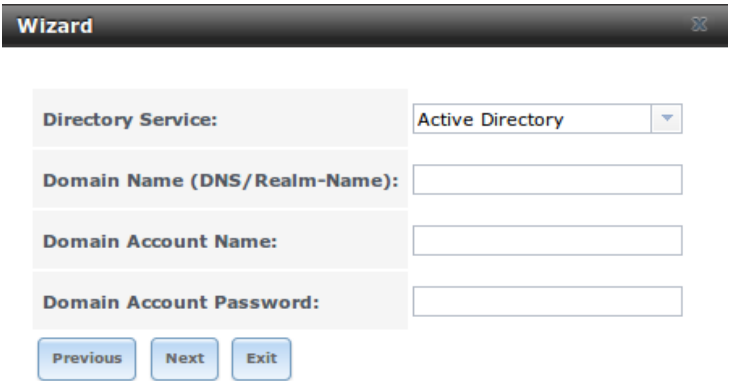 Wizard
Directory Service: Active Directory
Domain Name (DNS/Realm-Name):
Domain Account Name:
Domain Account Password:
Previous Next Exit